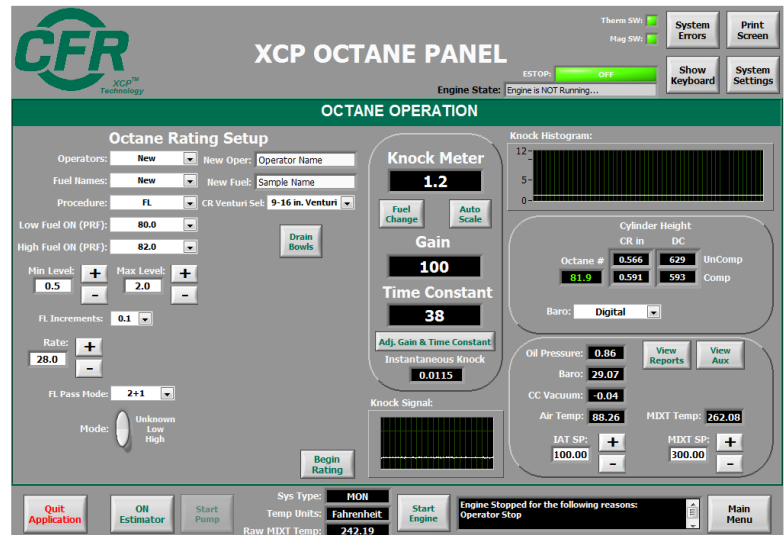 CFR
XCP™
Technology
XCP OCTANE PANEL
Therm SW:
Mag SW:
ESTOP: OFF
Engine State: Engine is NOT Running...
System Errors
Print Screen
Show Keyboard
System Settings
OCTANE OPERATION
Octane Rating Setup
Operators: New New Oper: Operator Name
Fuel Names: New New Fuel: Sample Name
Procedure: FL CR Venturi Sel: 9-16 in. Venturi
Low Fuel ON (PRF): 80.0
High Fuel ON (PRF): 82.0
Drain
Bowls
Min Level: + Max Level: +
0.5 2.0
- -
FL Increments: 0.1
Rate: +
28.0
-
FL Pass Mode: 2+1
Mode: Unknown
Low
High
Begin
Rating
Knock Meter
1.2
Fuel Change
Auto Scale
Gain
100
Time Constant
38
Adj. Gain & Time Constant
Instantaneous Knock
0.0115
Knock Signal:
Knock Histogram:
12-
5-
0-
Cylinder Height
CR in DC
Octane # 0.566 629 UnComp
81.9 0.591 593 Comp
Baro: Digital
Oil Pressure: 0.86
View Reports
View Aux
Baro: 29.07
CC Vacuum: -0.04
Air Temp: 88.26 MIXT Temp: 262.08
IAT SP: + MIXT SP: +
100.00 300.00
- -
Quit
Application
ON
Estimator
Start
Pump
Sys Type: MON
Temp Units: Fahrenheit
Raw MIXT Temp: 242.19
Start
Engine
Engine Stopped for the following reasons:
Operator Stop
Main
Menu